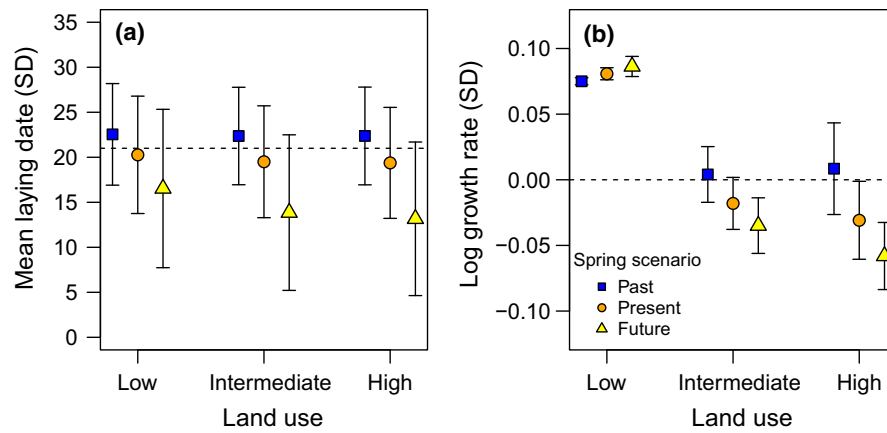 (a)
Mean laying date (SD)
35
30
25
20
15
10
5
0
Low
Intermediate
High
Land use
(b)
Log growth rate (SD)
0.10
0.05
0.00
−0.05
−0.10
Spring scenario
Past
Present
Future
Low
Intermediate
High
Land use